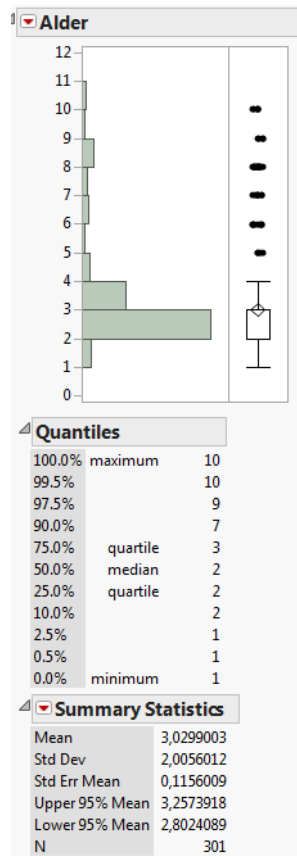 Alder
12
11
10
9
8
7
6
5
4
3
2
1
0
Quantiles
100.0% maximum 10
99.5% 10
97.5% 9
90.0% 7
75.0% quartile 3
50.0% median 2
25.0% quartile 2
10.0% 2
2.5% 1
0.5% 1
0.0% minimum 1
Summary Statistics
Mean 3,0299003
Std Dev 2,0056012
Std Err Mean 0,1156009
Upper 95% Mean 3,2573918
Lower 95% Mean 2,8024089
N 301